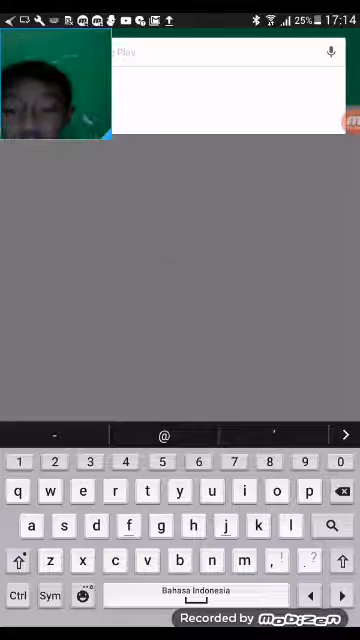 25% 17:14
Play
- @ '
1 2 3 4 5 6 7 8 9 0
q w e r t y u i o p
a s d f g h j k l
z x c v b n m , ! . ?
Ctrl Sym Bahasa Indonesia
Recorded by mobizen